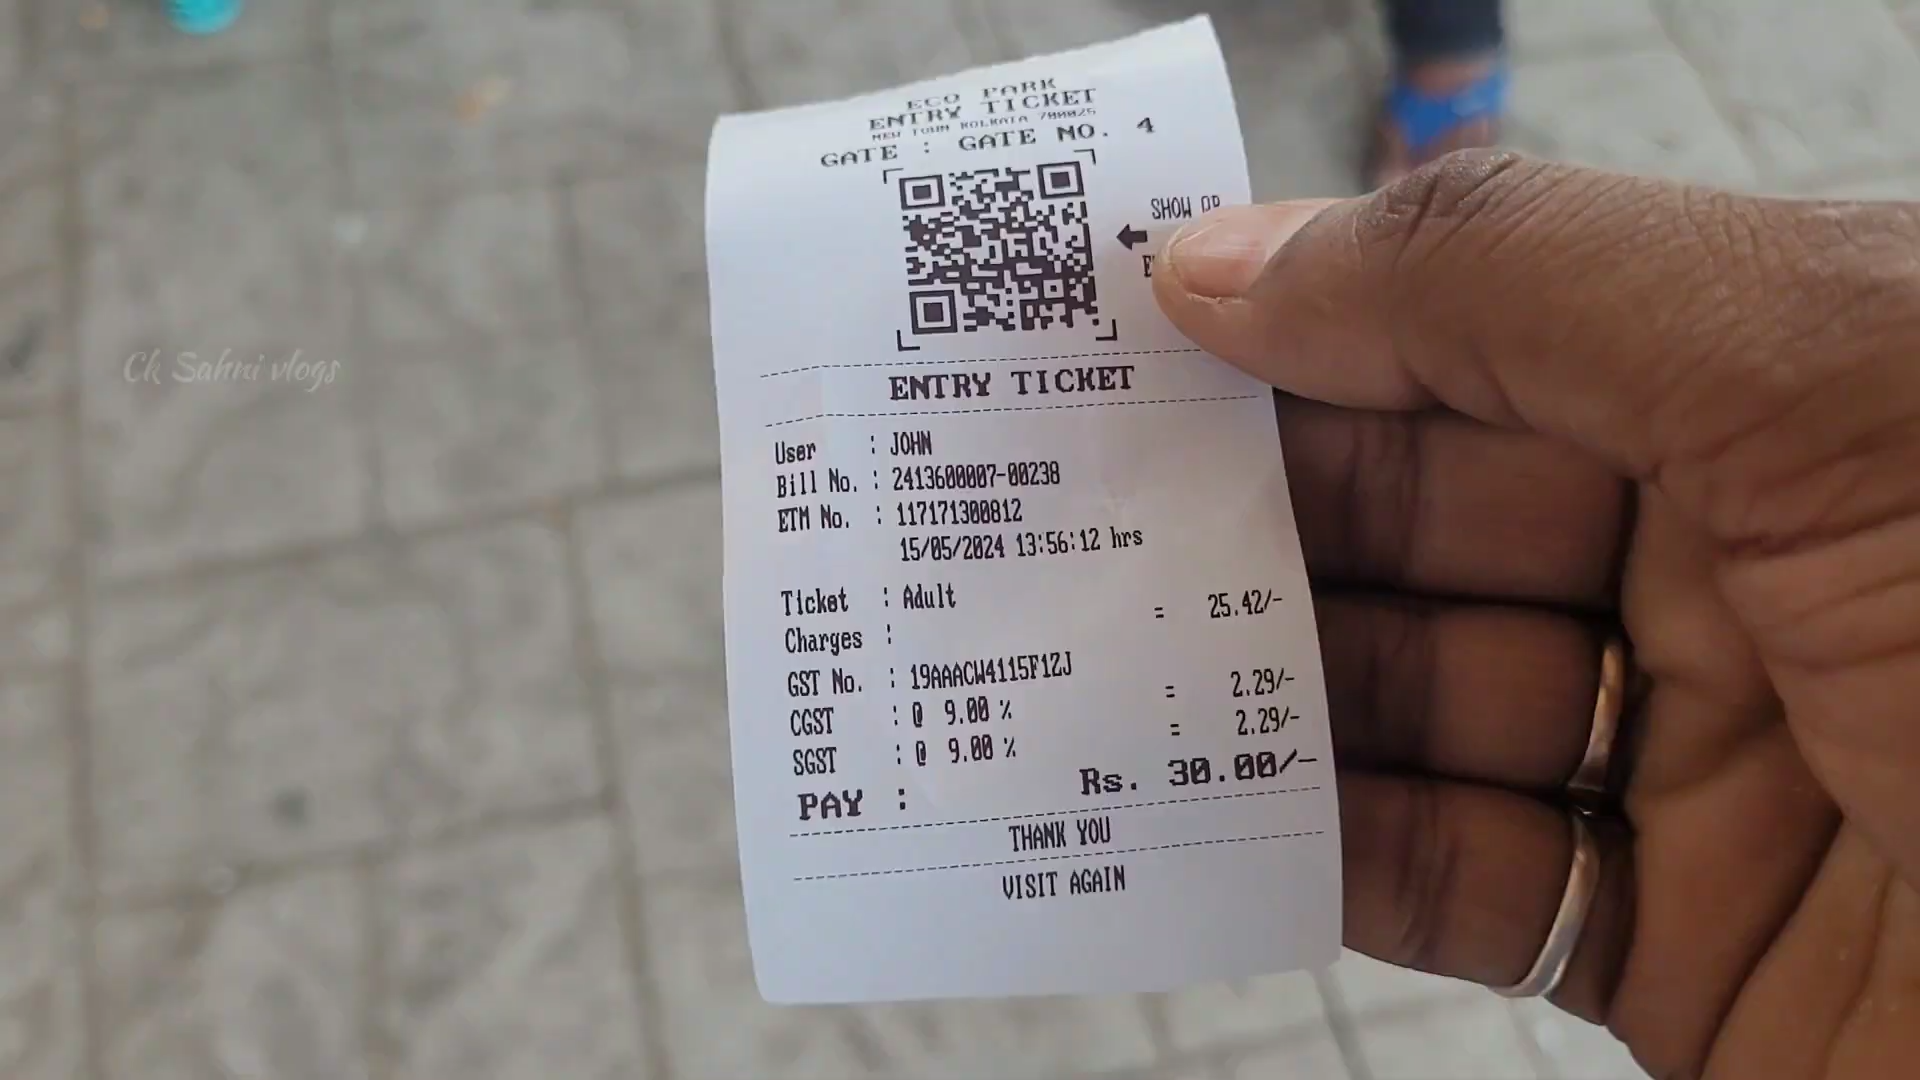 ECO PARK
ENTRY TICKET
NEW TOWN KOLKATA
GATE : GATE NO. 4
SHOW
ENTRY TICKET
User : JOHN
Bill No. : 2413600007-00238
ETM No. : 117171300812
15/05/2024 13:56:12 hrs
Ticket : Adult = 25.42/-
Charges :
GST No. : 19AAACW4115F1ZJ
CGST : @ 9.00 % = 2.29/-
SGST : @ 9.00 % = 2.29/-
PAY : Rs. 30.00/-
THANK YOU
VISIT AGAIN
Ck Sahni vlogs